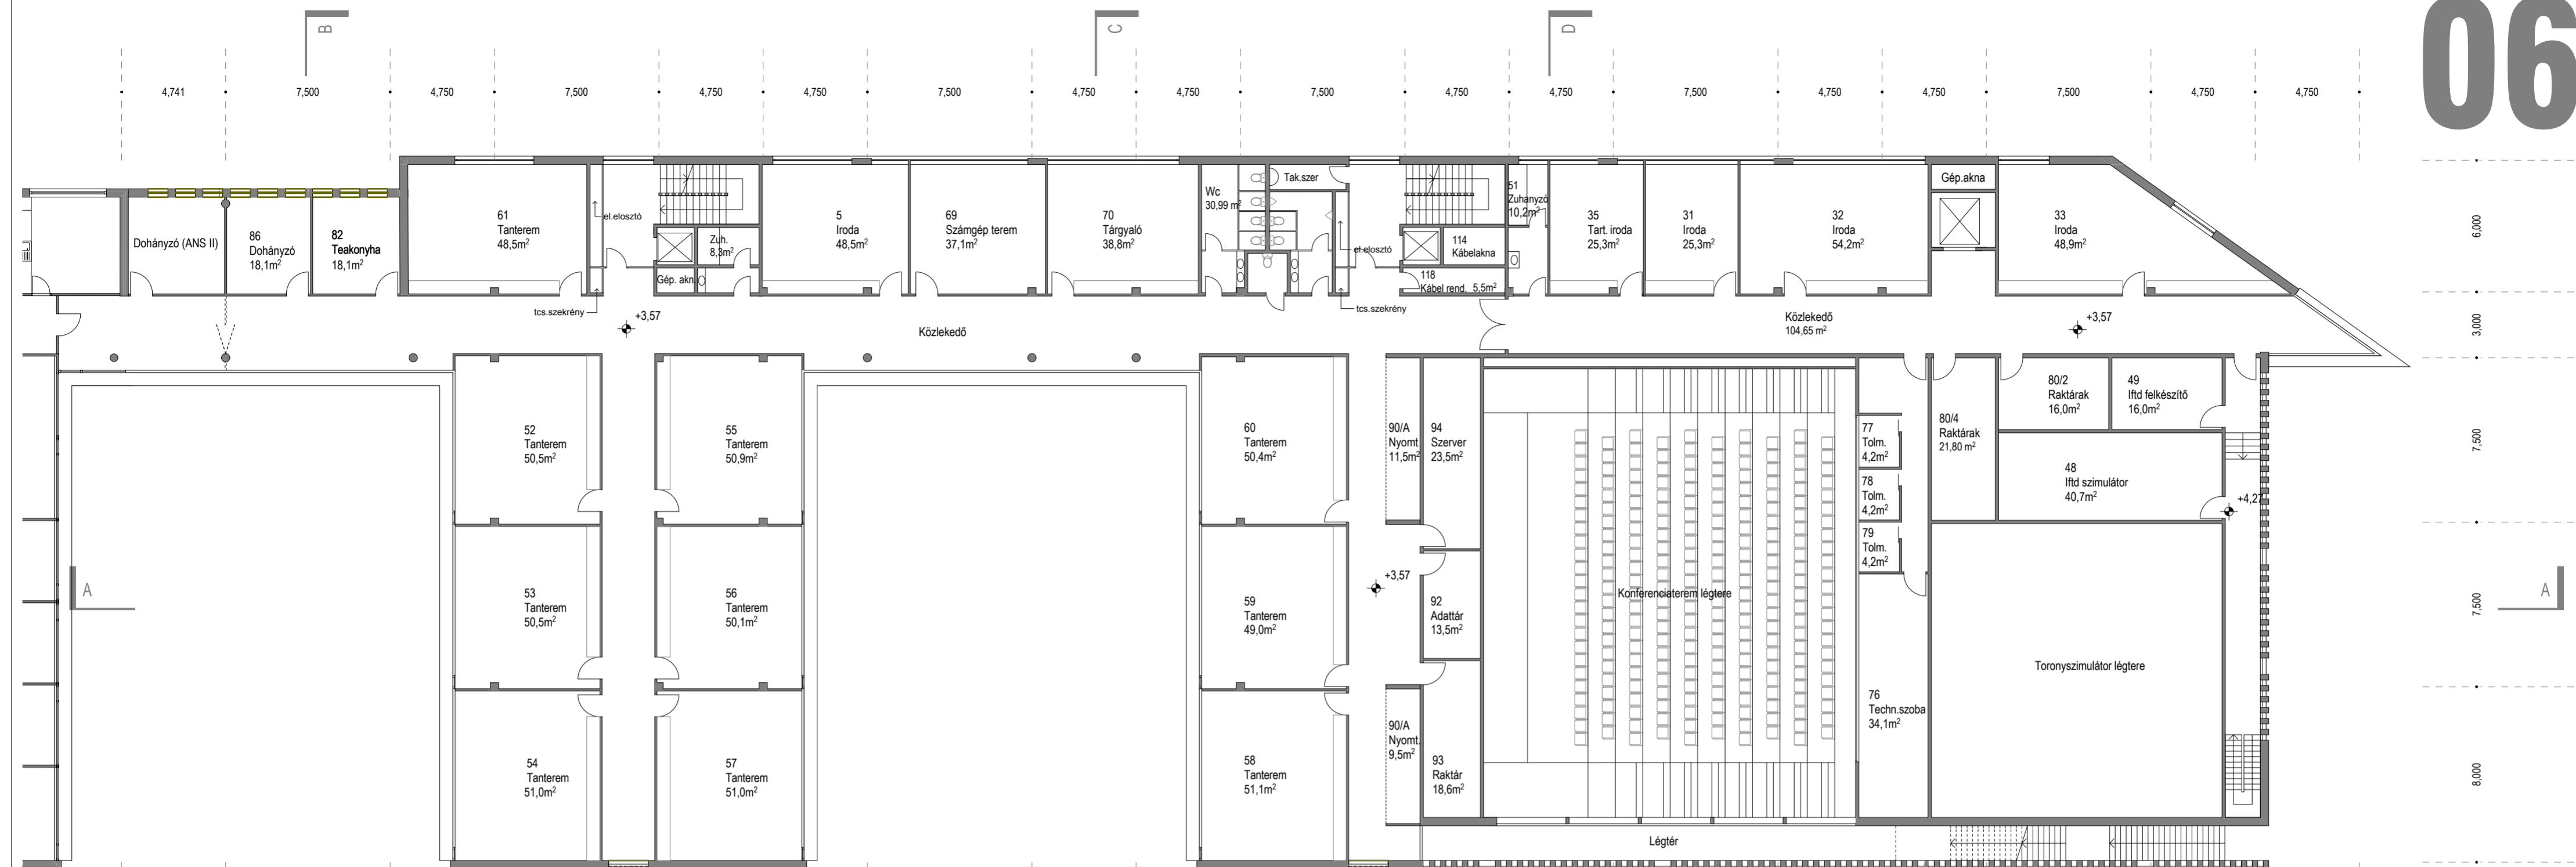 B
C
D
06
4,741
7,500
4,750
7,500
4,750
4,750
7,500
4,750
4,750
7,500
4,750
4,750
7,500
4,750
4,750
7,500
4,750
4,750
Dohányzó (ANS II)
86
Dohányzó
18,1m²
82
Teakonyha
18,1m²
61
Tanterem
48,5m²
el.elosztó
Zuh.
8,3m²
Gép. akn.
tcs.szekrény
5
Iroda
48,5m²
69
Számgép terem
37,1m²
70
Tárgyaló
38,8m²
Wc
30,99 m²
Tak.szer
el.elosztó
tcs.szekrény
114
Kábelakna
118
Kábel rend. 5,5m²
51
Zuhanyzó
10,2m²
35
Tart. iroda
25,3m²
31
Iroda
25,3m²
32
Iroda
54,2m²
Gép.akna
33
Iroda
48,9m²
6,000
3,000
7,500
7,500
8,000
+3,57
Közlekedő
Közlekedő
104,65 m²
+3,57
52
Tanterem
50,5m²
55
Tanterem
50,9m²
60
Tanterem
50,4m²
90/A
Nyomt
11,5m²
94
Szerver
23,5m²
77
Tolm.
4,2m²
78
Tolm.
4,2m²
79
Tolm.
4,2m²
80/4
Raktárak
21,80 m²
80/2
Raktárak
16,0m²
49
Iftd felkészítő
16,0m²
48
Iftd szimulátor
40,7m²
+4,27
A
53
Tanterem
50,5m²
56
Tanterem
50,1m²
59
Tanterem
49,0m²
+3,57
92
Adattár
13,5m²
Konferenciaterem légtere
A
Toronyszimulátor légtere
54
Tanterem
51,0m²
57
Tanterem
51,0m²
58
Tanterem
51,1m²
90/A
Nyomt.
9,5m²
93
Raktár
18,6m²
76
Techn.szoba
34,1m²
Légtér